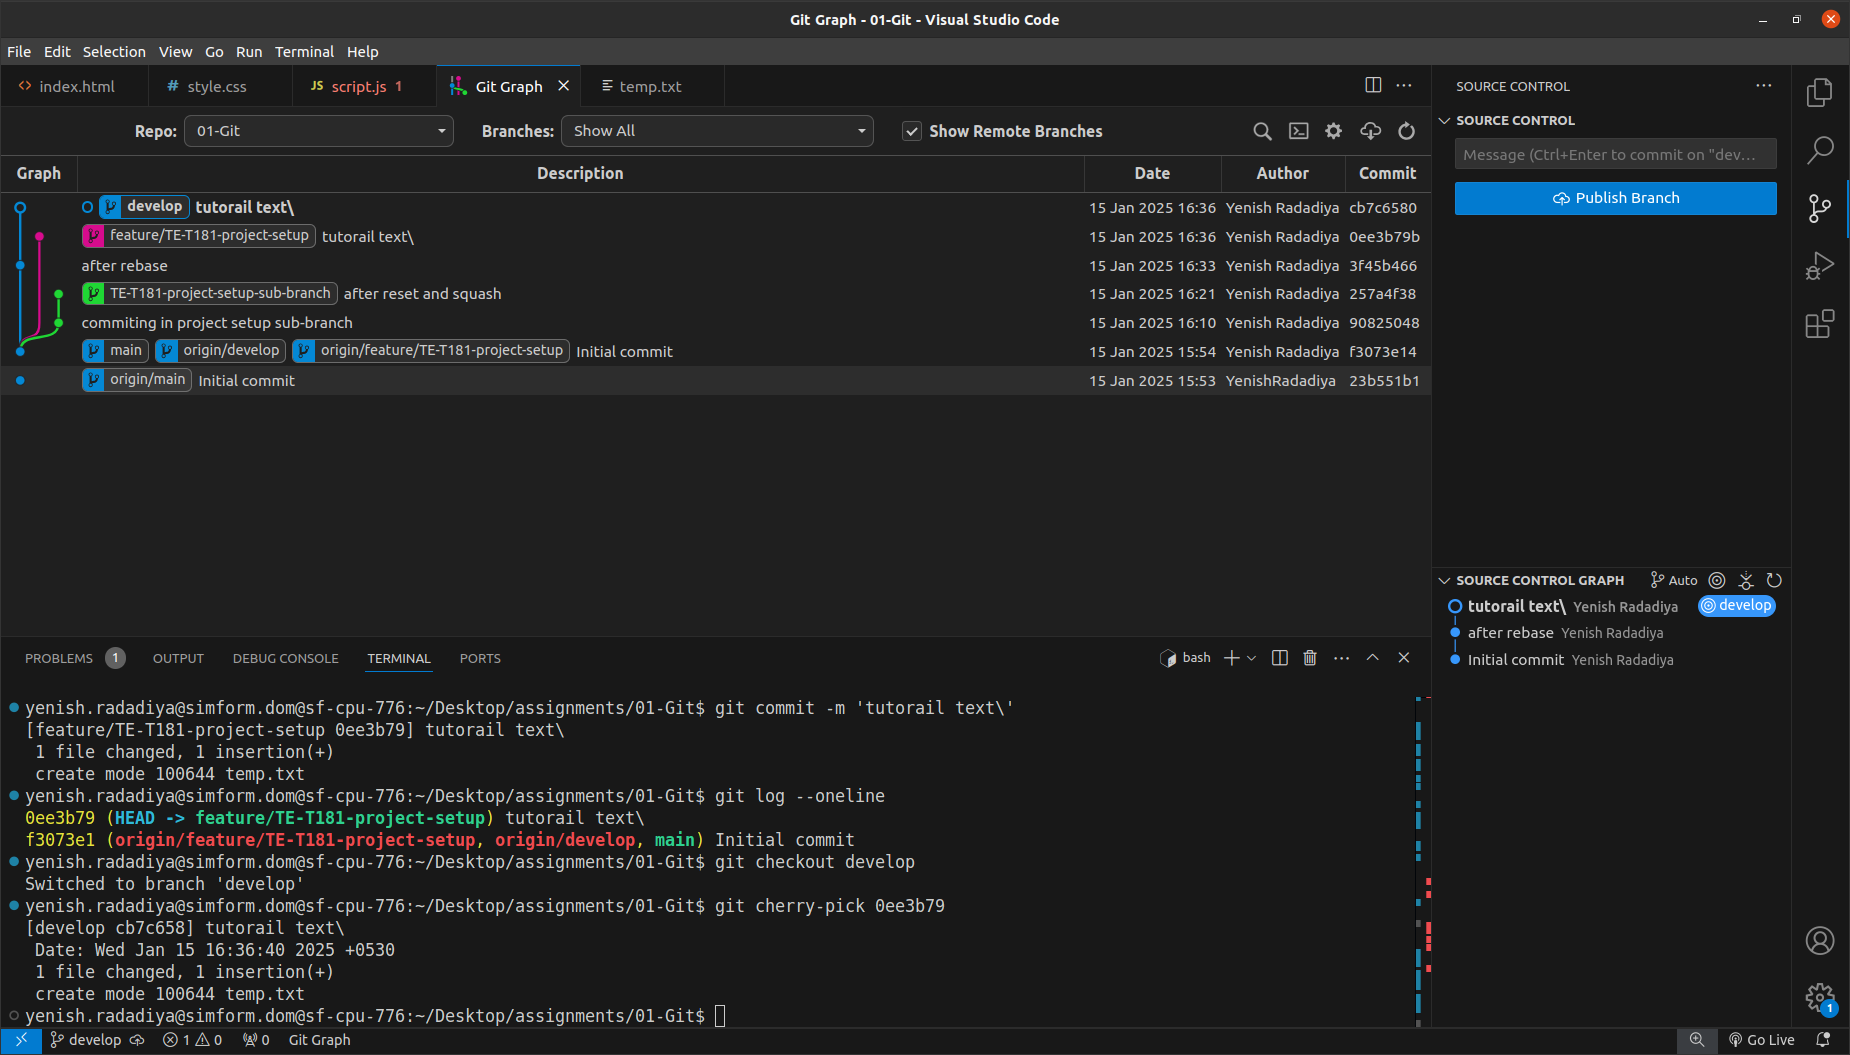 Git Graph - 01-Git - Visual Studio Code
File Edit Selection View Go Run Terminal Help
index.html
style.css
JS script.js 1
Git Graph
temp.txt
Repo: 01-Git
Branches: Show All
Show Remote Branches
Graph Description Date Author Commit
develop tutorail text\ 15 Jan 2025 16:36 Yenish Radadiya cb7c6580
feature/TE-T181-project-setup tutorail text\ 15 Jan 2025 16:36 Yenish Radadiya 0ee3b79b
after rebase 15 Jan 2025 16:33 Yenish Radadiya 3f45b466
TE-T181-project-setup-sub-branch after reset and squash 15 Jan 2025 16:21 Yenish Radadiya 257a4f38
commiting in project setup sub-branch 15 Jan 2025 16:10 Yenish Radadiya 90825048
main origin/develop origin/feature/TE-T181-project-setup Initial commit 15 Jan 2025 15:54 Yenish Radadiya f3073e14
origin/main Initial commit 15 Jan 2025 15:53 YenishRadadiya 23b551b1
PROBLEMS 1 OUTPUT DEBUG CONSOLE TERMINAL PORTS
bash
yenish.radadiya@simform.dom@sf-cpu-776:~/Desktop/assignments/01-Git$ git commit -m 'tutorail text\'
[feature/TE-T181-project-setup 0ee3b79] tutorail text\
1 file changed, 1 insertion(+)
create mode 100644 temp.txt
yenish.radadiya@simform.dom@sf-cpu-776:~/Desktop/assignments/01-Git$ git log --oneline
0ee3b79 (HEAD -> feature/TE-T181-project-setup) tutorail text\
f3073e1 (origin/feature/TE-T181-project-setup, origin/develop, main) Initial commit
yenish.radadiya@simform.dom@sf-cpu-776:~/Desktop/assignments/01-Git$ git checkout develop
Switched to branch 'develop'
yenish.radadiya@simform.dom@sf-cpu-776:~/Desktop/assignments/01-Git$ git cherry-pick 0ee3b79
[develop cb7c658] tutorail text\
Date: Wed Jan 15 16:36:40 2025 +0530
1 file changed, 1 insertion(+)
create mode 100644 temp.txt
yenish.radadiya@simform.dom@sf-cpu-776:~/Desktop/assignments/01-Git$
SOURCE CONTROL
SOURCE CONTROL
Message (Ctrl+Enter to commit on "dev...
Publish Branch
SOURCE CONTROL GRAPH Auto
tutorail text\ Yenish Radadiya develop
after rebase Yenish Radadiya
Initial commit Yenish Radadiya
1
develop 1 0 0 Git Graph Go Live